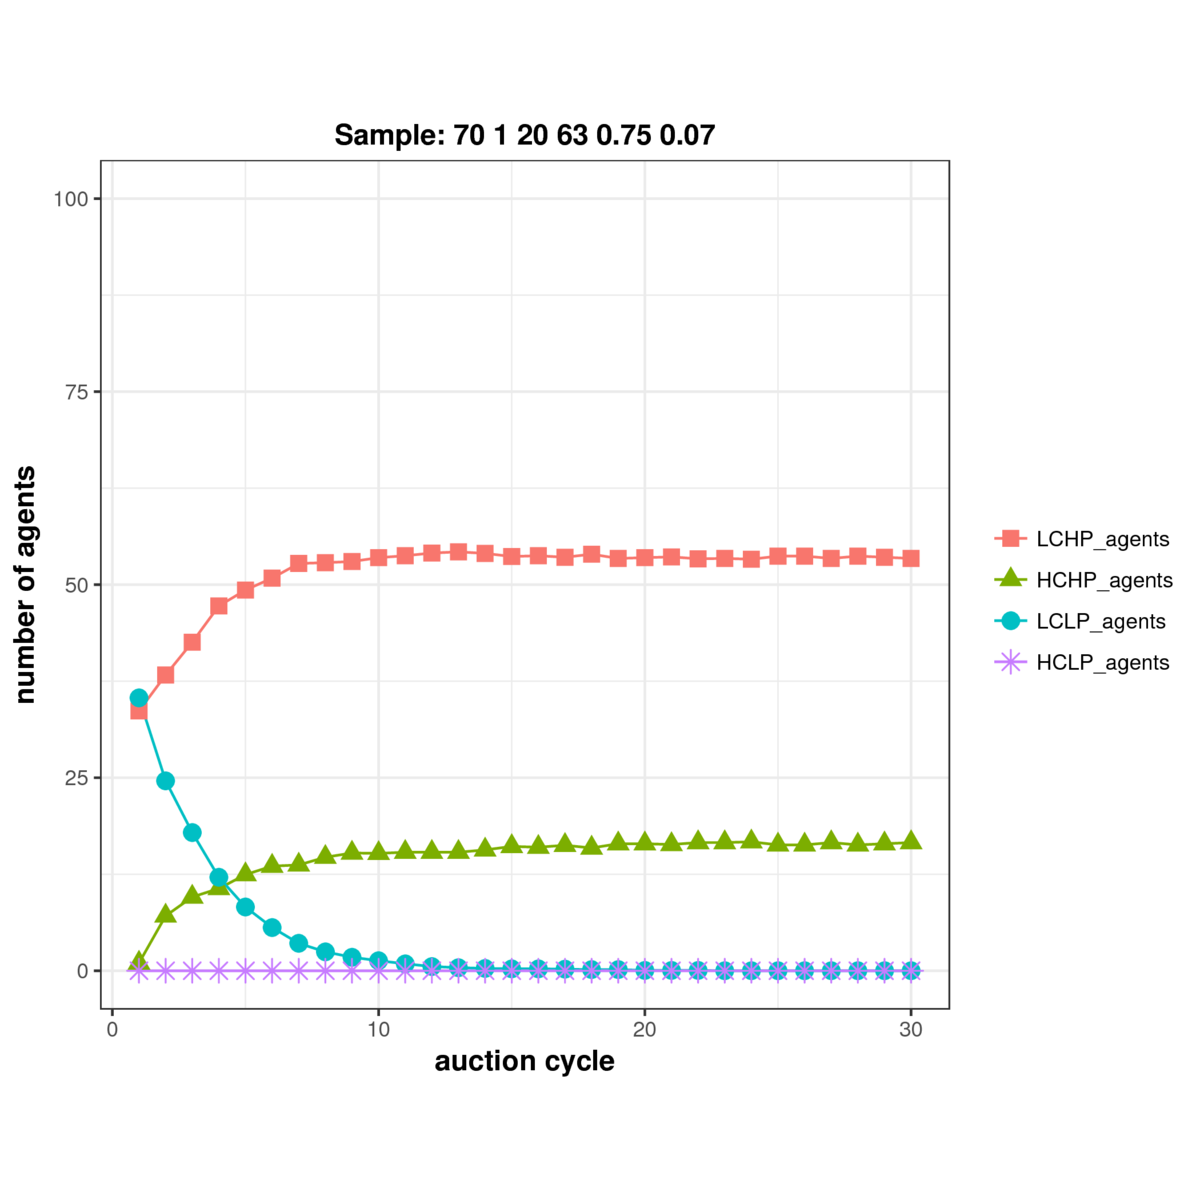 Sample: 70 1 20 63 0.75 0.07
number of agents
100
75
50
25
0
0 10 20 30
auction cycle
LCHP_agents
HCHP_agents
LCLP_agents
HCLP_agents